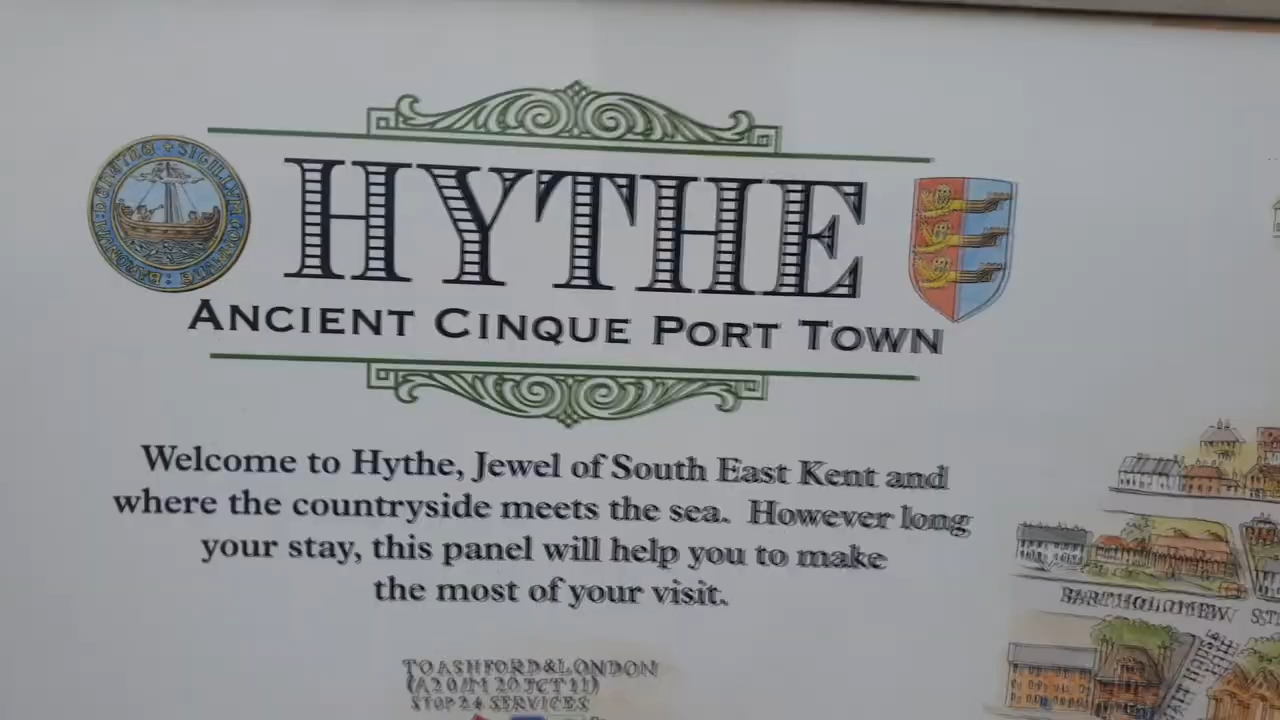 HYTHE
ANCIENT CINQUE PORT TOWN
Welcome to Hythe, Jewel of South East Kent and
where the countryside meets the sea. However long
your stay, this panel will help you to make
the most of your visit.
TO ASHFORD & LONDON
(A20/M20 JCT 11)
STOP 24 SERVICES
BARTHOLOMEW